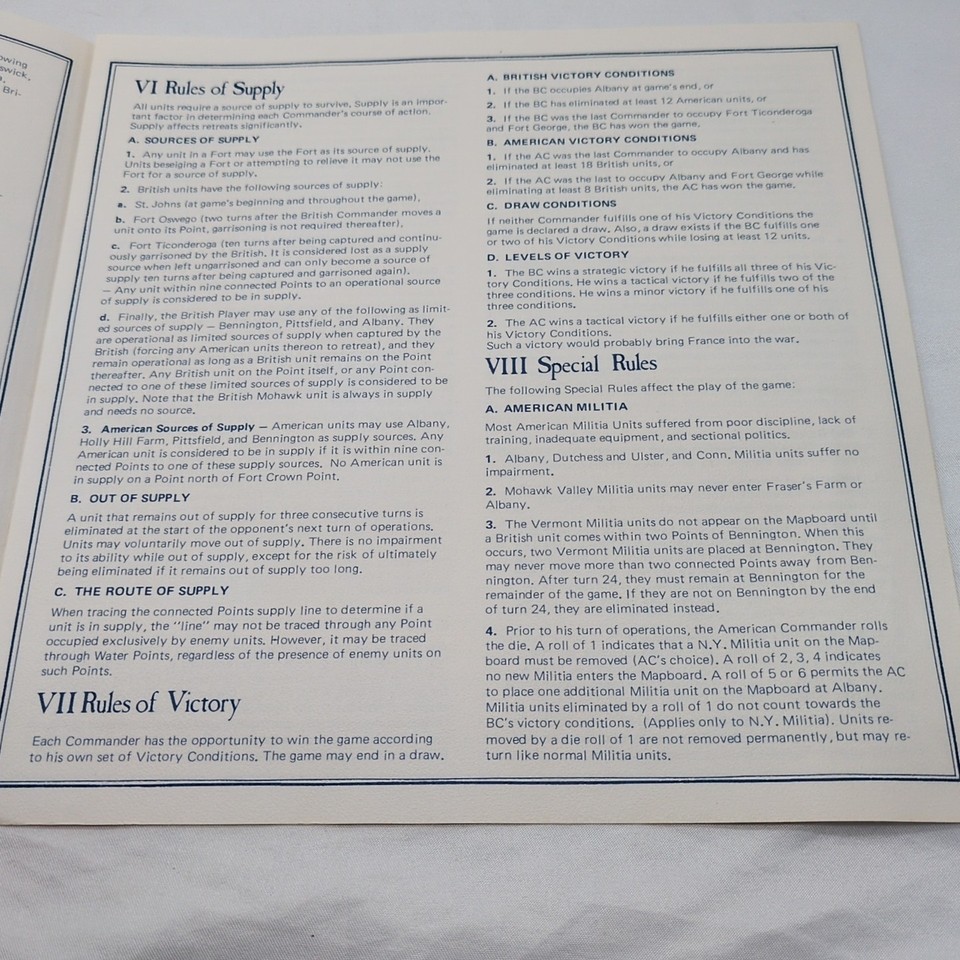 owing
swick,
Bri-
VI Rules of Supply
All units require a source of supply to survive. Supply is an impor-
tant factor in determining each Commander's course of action.
Supply affects retreats significantly.
A. SOURCES OF SUPPLY
1. Any unit in a Fort may use the Fort as its source of supply.
Units beseiging a Fort or attempting to relieve it may not use the
Fort for a source of supply.
2. British units have the following sources of supply:
a. St. Johns (at game's beginning and throughout the game),
b. Fort Oswego (two turns after the British Commander moves a
unit onto its Point, garrisoning is not required thereafter),
c. Fort Ticonderoga (ten turns after being captured and continu-
ously garrisoned by the British. It is considered lost as a supply
source when left ungarrisoned and can only become a source of
supply ten turns after being captured and garrisoned again).
— Any unit within nine connected Points to an operational source
of supply is considered to be in supply.
d. Finally, the British Player may use any of the following as limit-
ed sources of supply — Bennington, Pittsfield, and Albany. They
are operational as limited sources of supply when captured by the
British (forcing any American units thereon to retreat), and they
remain operational as long as a British unit remains on the Point
thereafter. Any British unit on the Point itself, or any Point con-
nected to one of these limited sources of supply is considered to be
in supply. Note that the British Mohawk unit is always in supply
and needs no source.
3. American Sources of Supply — American units may use Albany,
Holly Hill Farm, Pittsfield, and Bennington as supply sources. Any
American unit is considered to be in supply if it is within nine con-
nected Points to one of these supply sources. No American unit is
in supply on a Point north of Fort Crown Point.
B. OUT OF SUPPLY
A unit that remains out of supply for three consecutive turns is
eliminated at the start of the opponent's next turn of operations.
Units may voluntarily move out of supply. There is no impairment
to its ability while out of supply, except for the risk of ultimately
being eliminated if it remains out of supply too long.
C. THE ROUTE OF SUPPLY
When tracing the connected Points supply line to determine if a
unit is in supply, the "line" may not be traced through any Point
occupied exclusively by enemy units. However, it may be traced
through Water Points, regardless of the presence of enemy units on
such Points.
VII Rules of Victory
Each Commander has the opportunity to win the game according
to his own set of Victory Conditions. The game may end in a draw.
A. BRITISH VICTORY CONDITIONS
1. If the BC occupies Albany at game's end, or
2. If the BC has eliminated at least 12 American units, or
3. If the BC was the last Commander to occupy Fort Ticonderoga
and Fort George, the BC has won the game.
B. AMERICAN VICTORY CONDITIONS
1. If the AC was the last Commander to occupy Albany and has
eliminated at least 18 British units, or
2. If the AC was the last to occupy Albany and Fort George while
eliminating at least 8 British units, the AC has won the game.
C. DRAW CONDITIONS
If neither Commander fulfills one of his Victory Conditions the
game is declared a draw. Also, a draw exists if the BC fulfills one
or two of his Victory Conditions while losing at least 12 units.
D. LEVELS OF VICTORY
1. The BC wins a strategic victory if he fulfills all three of his Vic-
tory Conditions. He wins a tactical victory if he fulfills two of the
three conditions. He wins a minor victory if he fulfills one of his
three conditions.
2. The AC wins a tactical victory if he fulfills either one or both of
his Victory Conditions.
Such a victory would probably bring France into the war.
VIII Special Rules
The following Special Rules affect the play of the game:
A. AMERICAN MILITIA
Most American Militia Units suffered from poor discipline, lack of
training, inadequate equipment, and sectional politics.
1. Albany, Dutchess and Ulster, and Conn. Militia units suffer no
impairment.
2. Mohawk Valley Militia units may never enter Fraser's Farm or
Albany.
3. The Vermont Militia units do not appear on the Mapboard until
a British unit comes within two Points of Bennington. When this
occurs, two Vermont Militia units are placed at Bennington. They
may never move more than two connected Points away from Ben-
nington. After turn 24, they must remain at Bennington for the
remainder of the game. If they are not on Bennington by the end
of turn 24, they are eliminated instead.
4. Prior to his turn of operations, the American Commander rolls
the die. A roll of 1 indicates that a N.Y. Militia unit on the Map-
board must be removed (AC's choice). A roll of 2, 3, 4 indicates
no new Militia enters the Mapboard. A roll of 5 or 6 permits the AC
to place one additional Militia unit on the Mapboard at Albany.
Militia units eliminated by a roll of 1 do not count towards the
BC's victory conditions. (Applies only to N.Y. Militia). Units re-
moved by a die roll of 1 are not removed permanently, but may re-
turn like normal Militia units.